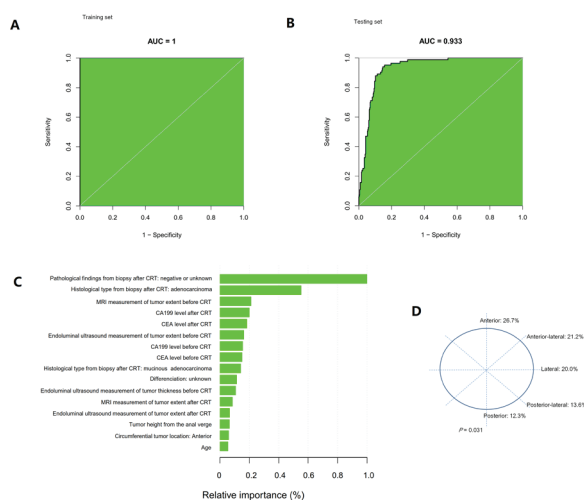 Training set
A
AUC = 1
Sensitivity
0.0 0.2 0.4 0.6 0.8 1.0
0.0 0.2 0.4 0.6 0.8 1.0
1 − Specificity
Testing set
B
AUC = 0.933
Sensitivity
0.0 0.2 0.4 0.6 0.8 1.0
0.0 0.2 0.4 0.6 0.8 1.0
1 − Specificity
C
Pathological findings from biopsy after CRT: negative or unknown
Histological type from biopsy after CRT: adenocarcinoma
MRI measurement of tumor extent before CRT
CA199 level after CRT
CEA level after CRT
Endoluminal ultrasound measurement of tumor extent before CRT
CA199 level before CRT
CEA level before CRT
Histological type from biopsy after CRT: mucinous adenocarcinoma
Differenciation: unknown
Endoluminal ultrasound measurement of tumor thickness before CRT
MRI measurement of tumor extent after CRT
Endoluminal ultrasound measurement of tumor extent after CRT
Tumor height from the anal verge
Circumferential tumor location: Anterior
Age
0 0.2 0.4 0.6 0.8 1.0
Relative importance (%)
D
Anterior: 26.7%
Anterior-lateral: 21.2%
Lateral: 20.0%
Posterior-lateral: 13.61
Posterior: 12.3%
P = 0.031